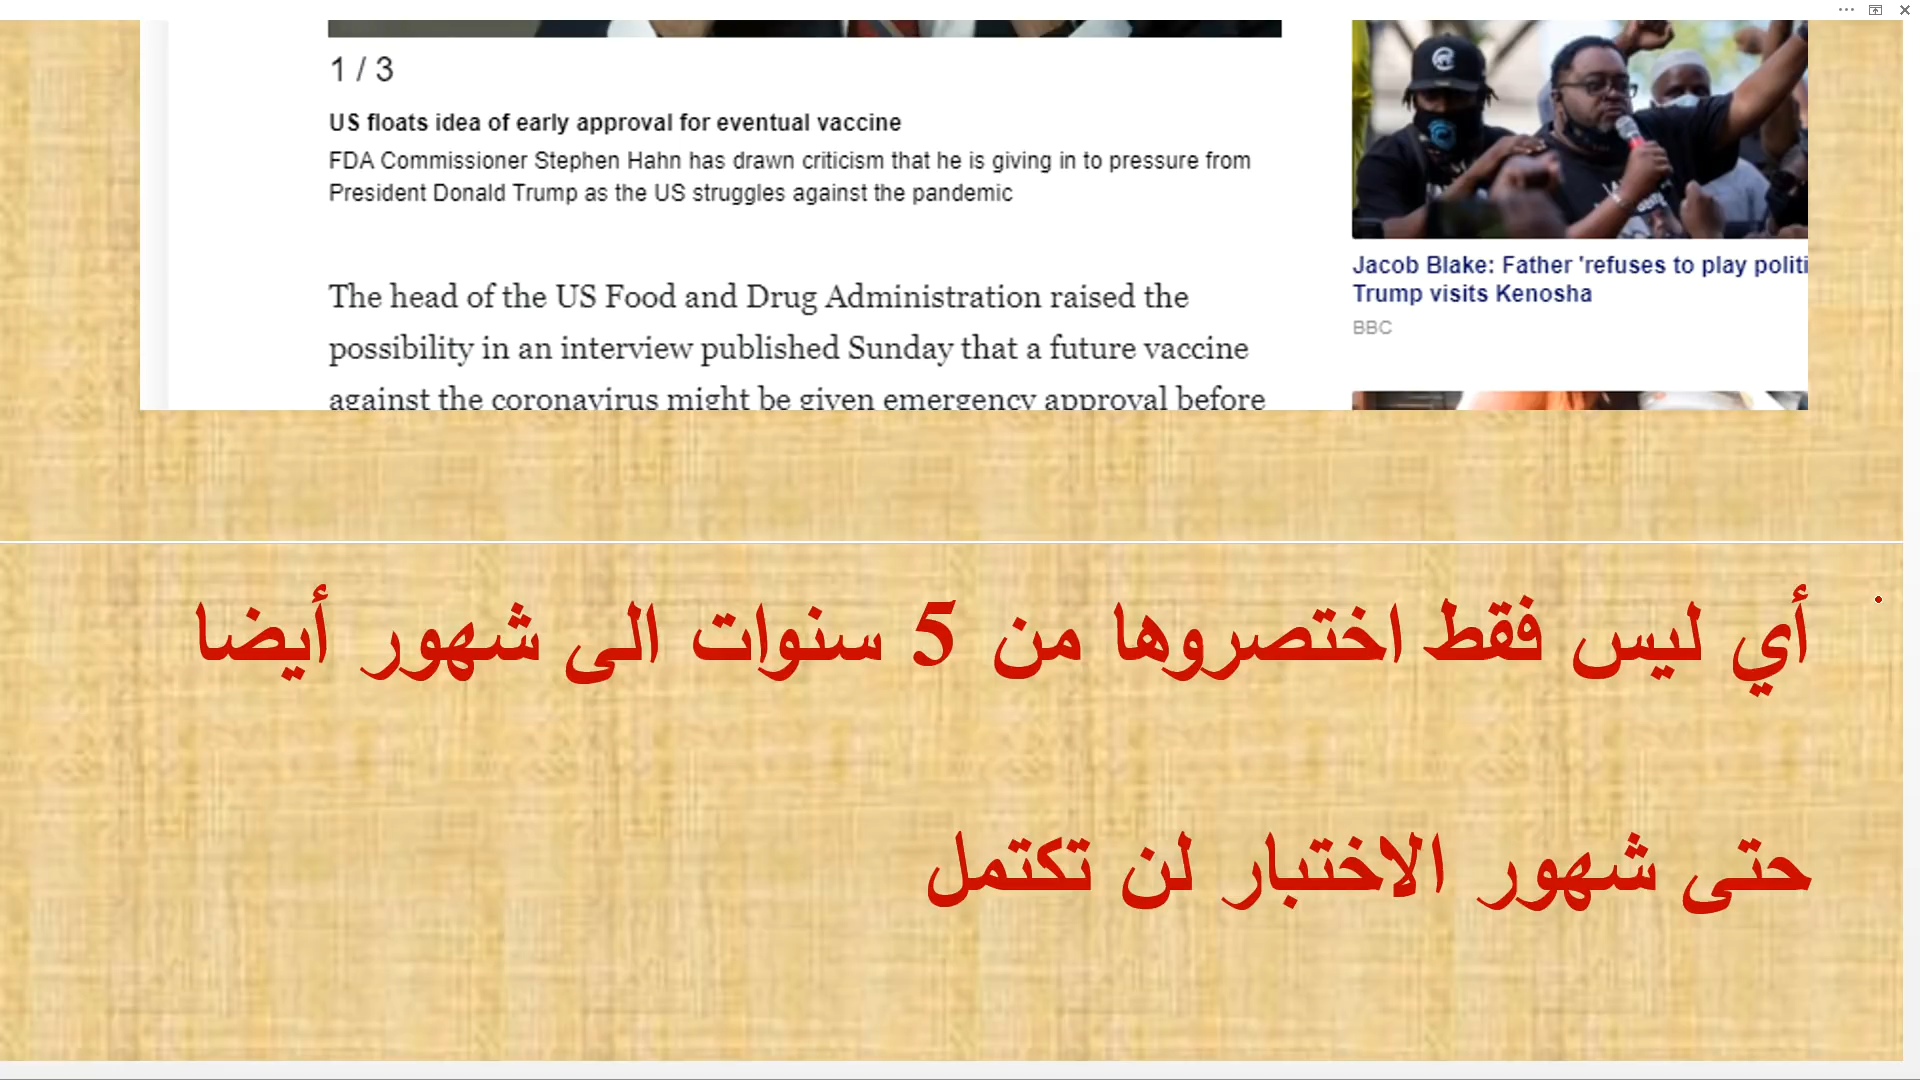 1 / 3
US floats idea of early approval for eventual vaccine
FDA Commissioner Stephen Hahn has drawn criticism that he is giving in to pressure from
President Donald Trump as the US struggles against the pandemic
The head of the US Food and Drug Administration raised the
possibility in an interview published Sunday that a future vaccine
against the coronavirus might be given emergency approval before
Jacob Blake: Father 'refuses to play politi
Trump visits Kenosha
BBC
أي ليس فقط اختصروها من 5 سنوات الى شهور أيضا
حتى شهور الاختبار لن تكتمل